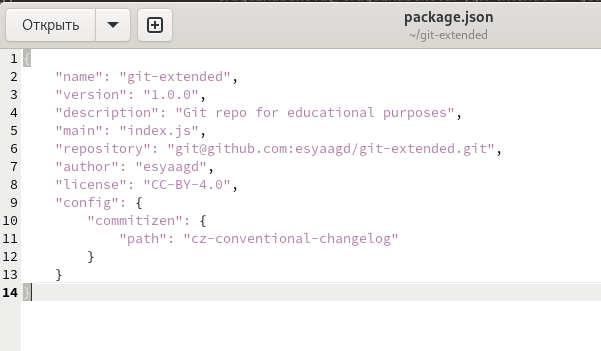 Открыть
package.json
~/git-extended
1 {
2     "name": "git-extended",
3     "version": "1.0.0",
4     "description": "Git repo for educational purposes",
5     "main": "index.js",
6     "repository": "git@github.com:esyaagd/git-extended.git",
7     "author": "esyaagd",
8     "license": "CC-BY-4.0",
9     "config": {
10         "commitizen": {
11             "path": "cz-conventional-changelog"
12         }
13     }
14 }